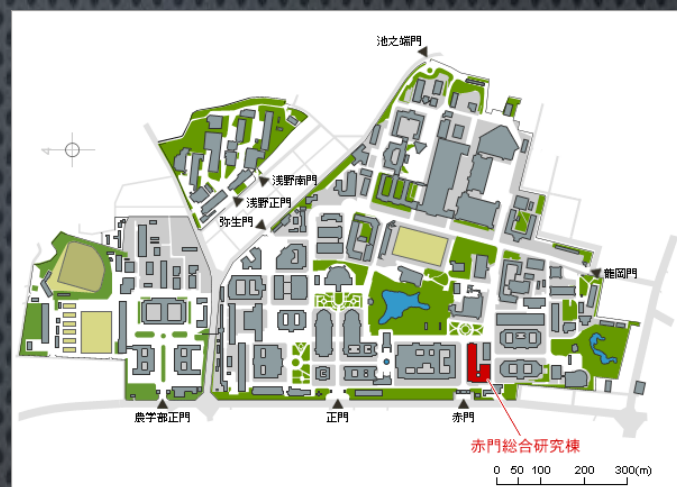 池之端門
浅野南門
浅野正門
弥生門
龍岡門
農学部正門
正門
赤門
赤門総合研究棟
0 50 100 200 300(m)